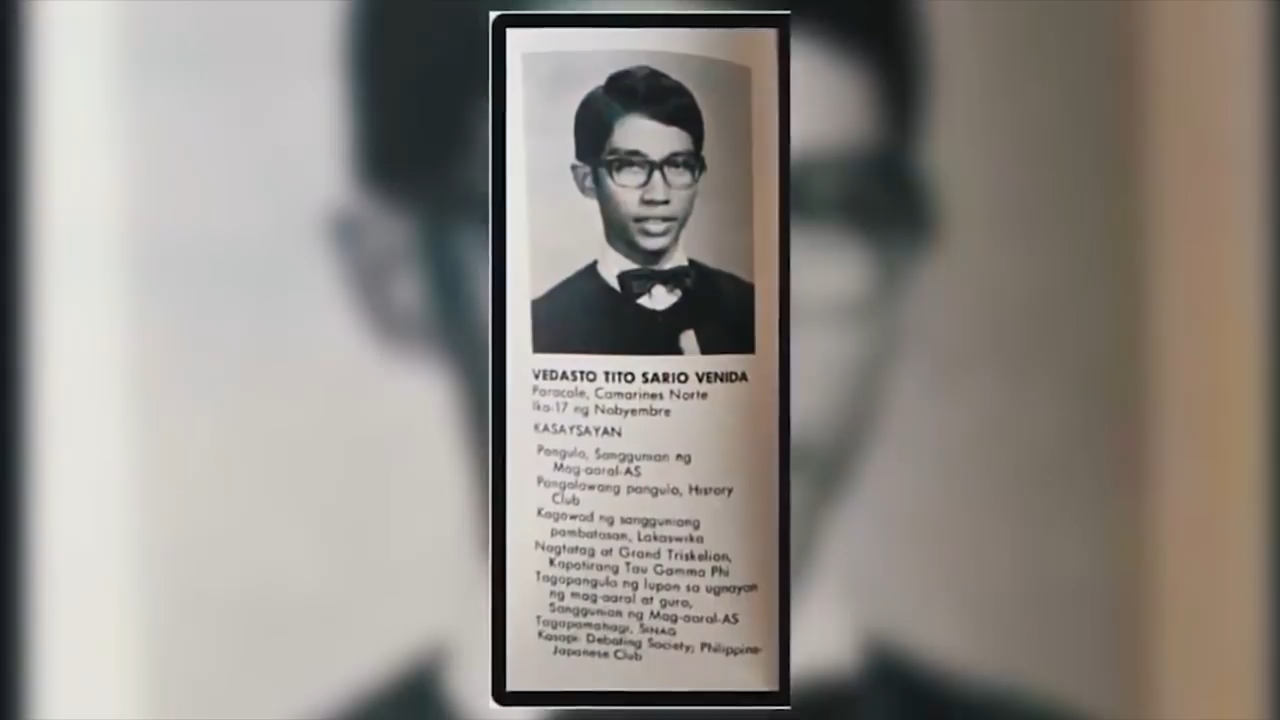 VEDASTO TITO SARIO VENIDA
Paracale, Camarines Norte
Ika-17 ng Nobyembre
KASAYSAYAN
Pangulo, Sanggunian ng
Mag-aaral-AS
Pangalawang pangulo, Hisrory
Club
Kagawad ng sangguniang
pambatasan, Lakaswika
Nagtatag at Grand Triskelion,
Kapatirang Tau Gamma Phi
Tagapangulo ng lupon sa ugnayan
ng mag-aaral at guro,
Sanggunian ng Mag-aaral-AS
Tagapamahagi, SINAG
Kasapi: Debating Society; Philippine-
Japanese Club